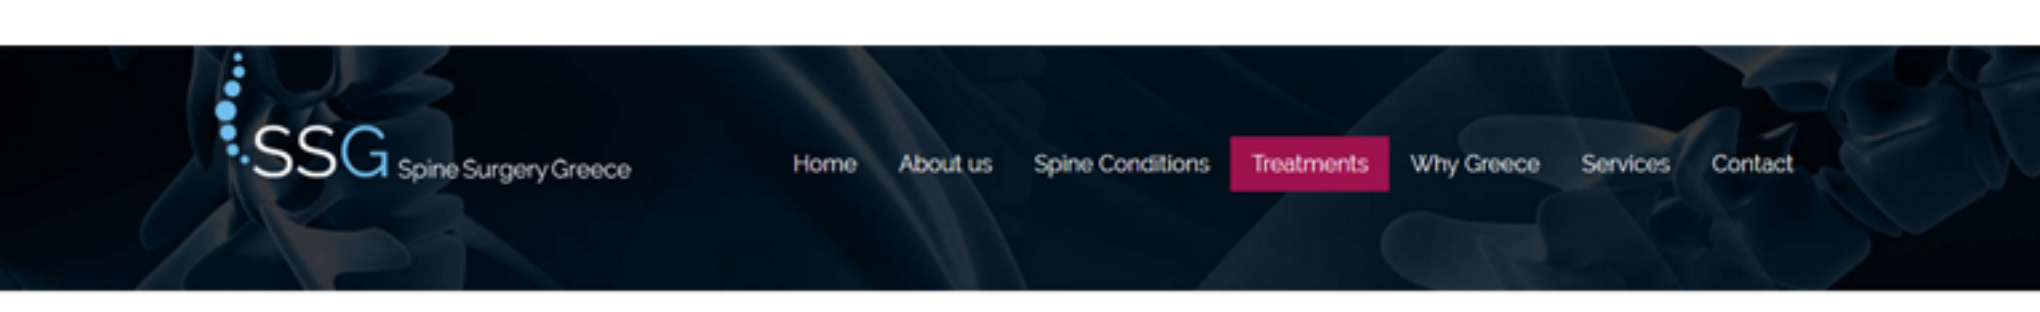 SSG Spine Surgery Greece
Home About us Spine Conditions Treatments Why Greece Services Contact